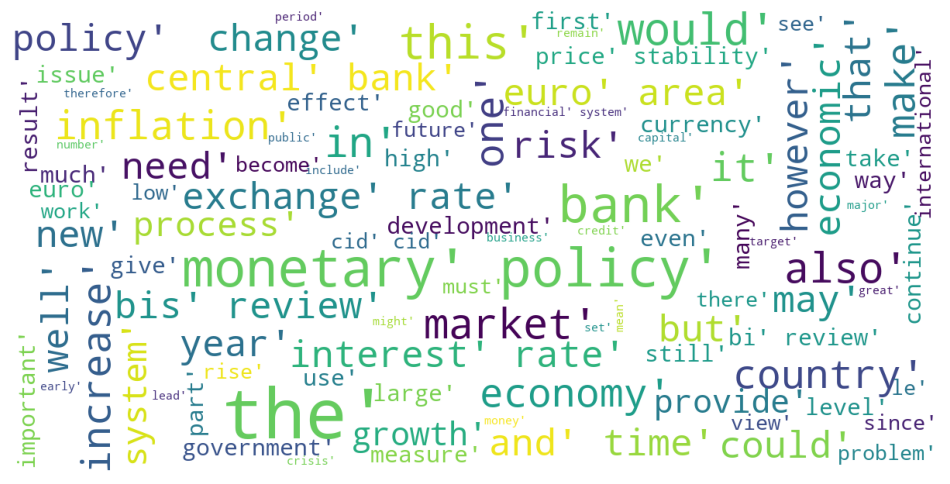 period'
policy' change' this' first' would' see'
remain'
price' stability'
issue' central' bank' euro' area'
therefore' effect' good' financial' system'
result' inflation' in' future' one' risk' currency' however' economic' that' make' international'
number' public' capital'
much' need' become' include' high' we' it' take'
euro' low' exchange' rate' bank' way'
work' process' development' many' major'
new' cid' cid' business' credit' even' target'
well' increase' give' monetary' policy' also' continue'
must' there' may' great'
bis' review' might' market' set' mean' but' bi' review'
year' interest' rate' still'
important' system' early' lead' part' rise' use' large' economy' country' le'
the' provide' level'
government' growth' money' and' time' could' view' since'
crisis' measure' problem'